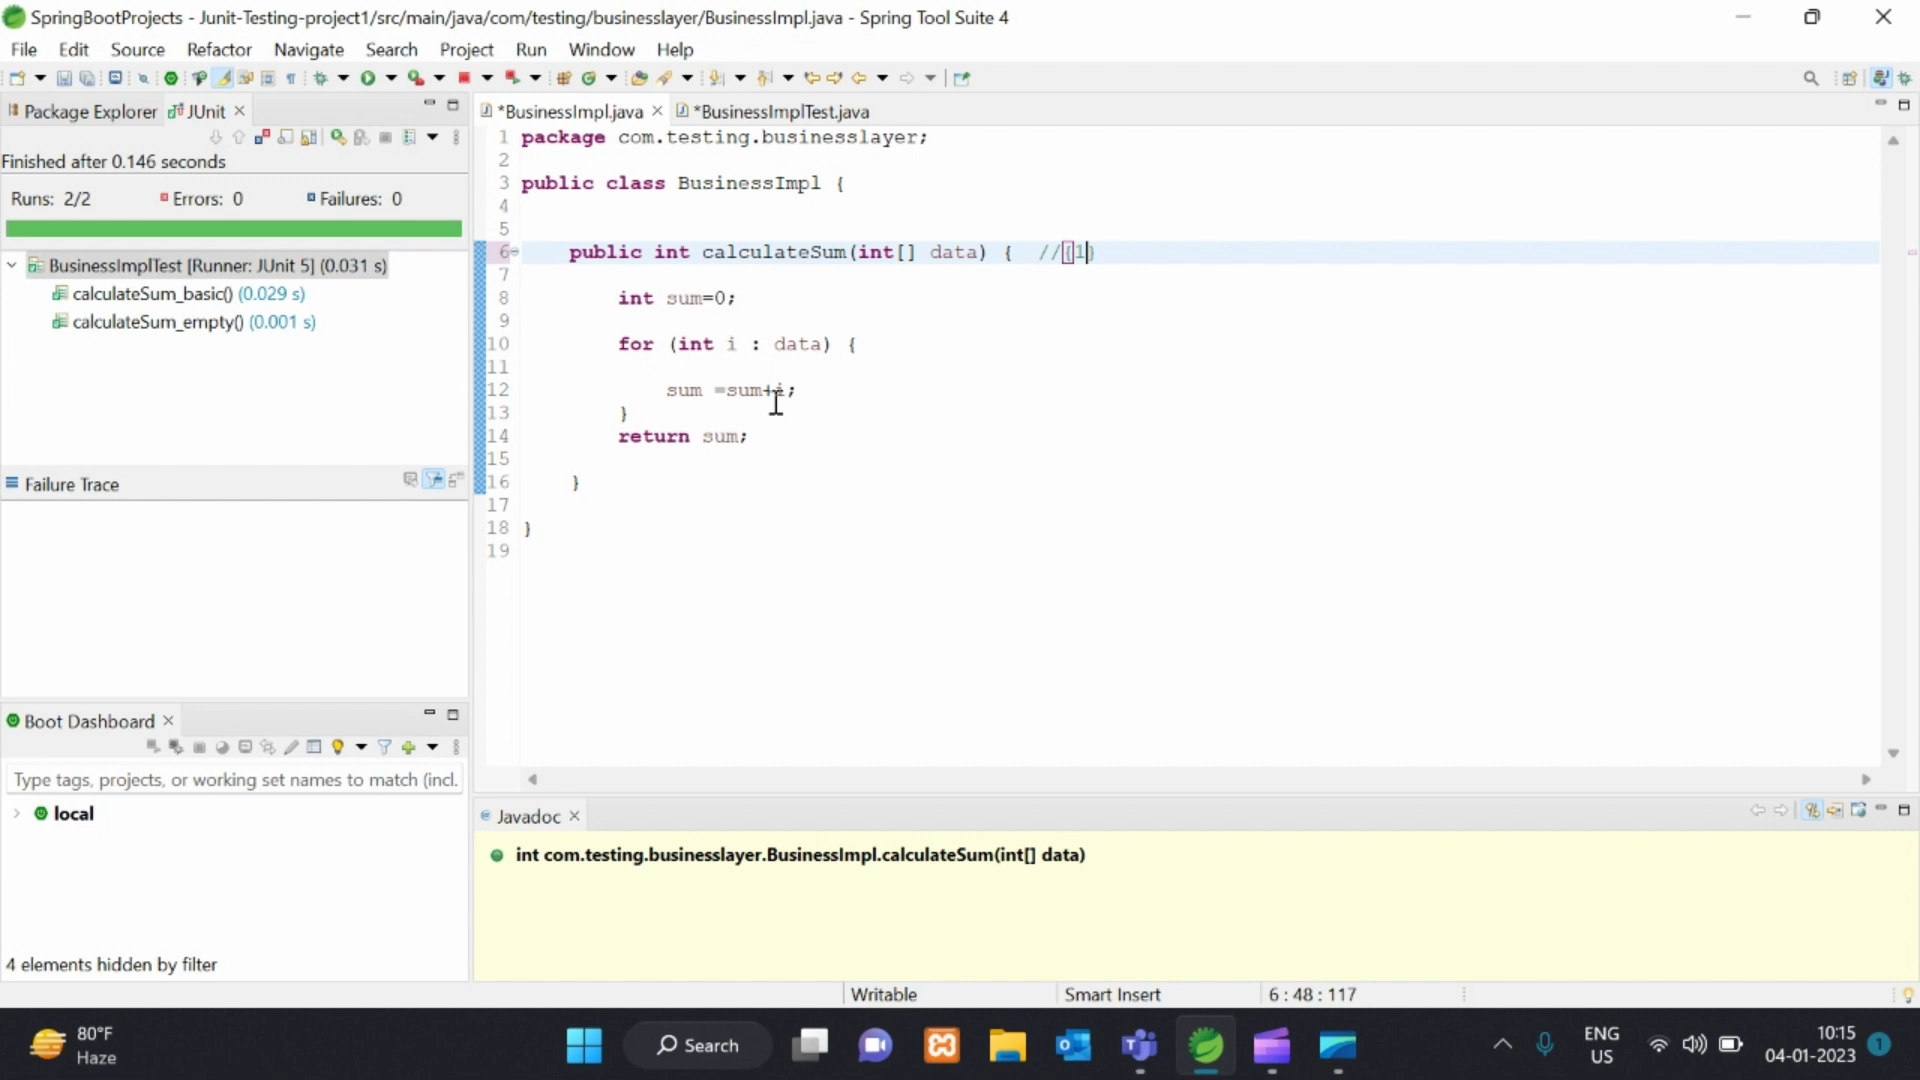 SpringBootProjects - Junit-Testing-project1/src/main/java/com/testing/businesslayer/BusinessImpl.java - Spring Tool Suite 4
File Edit Source Refactor Navigate Search Project Run Window Help
Package Explorer JUnit
Finished after 0.146 seconds
Runs: 2/2 Errors: 0 Failures: 0
BusinessImplTest [Runner: JUnit 5] (0.031 s)
calculateSum_basic() (0.029 s)
calculateSum_empty() (0.001 s)
Failure Trace
Boot Dashboard
Type tags, projects, or working set names to match (incl.
local
4 elements hidden by filter
*BusinessImpl.java *BusinessImplTest.java
1 package com.testing.businesslayer;
2
3 public class BusinessImpl {
4
5
6 public int calculateSum(int[] data) { //{1}
7
8 int sum=0;
9
10 for (int i : data) {
11
12 sum =sum+i;
13 }
14 return sum;
15
16 }
17
18 }
19
Javadoc
int com.testing.businesslayer.BusinessImpl.calculateSum(int[] data)
Writable Smart Insert 6 : 48 : 117
80°F
Haze
Search
ENG
US
10:15
04-01-2023
1